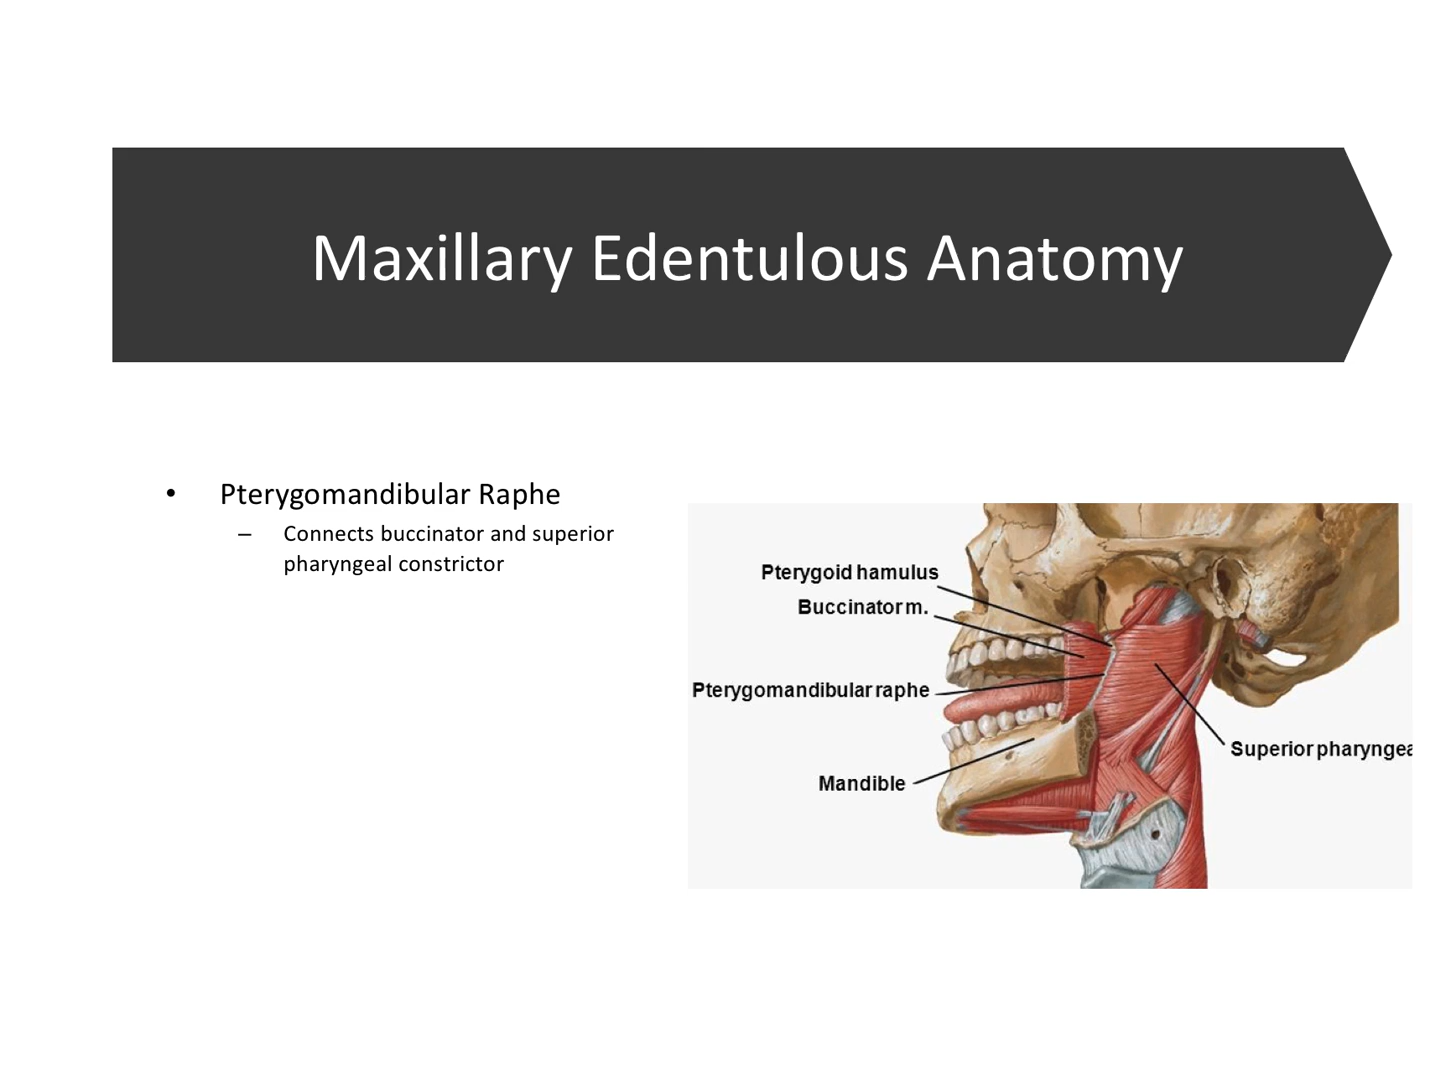 Maxillary Edentulous Anatomy
• Pterygomandibular Raphe
– Connects buccinator and superior
pharyngeal constrictor
Pterygoid hamulus
Buccinator m.
Pterygomandibular raphe
Superior pharyngea
Mandible